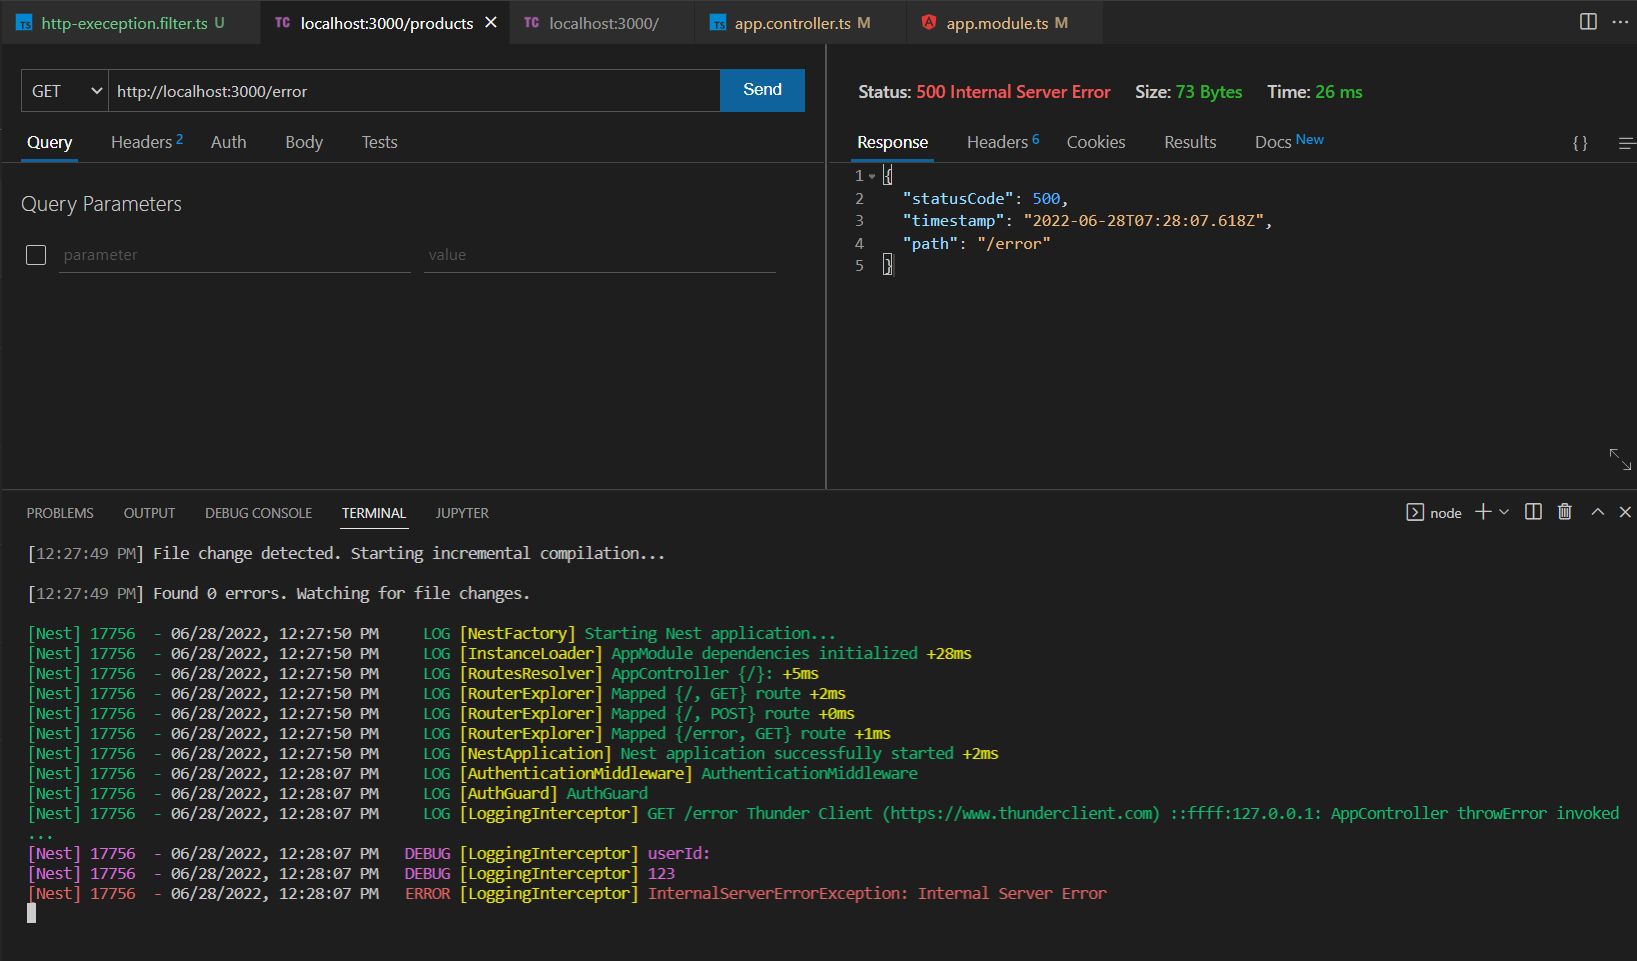 TS http-exeception.filter.ts U TC localhost:3000/products TC localhost:3000/ TS app.controller.ts M app.module.ts M
GET http://localhost:3000/error Send
Query Headers 2 Auth Body Tests
Query Parameters
parameter value
Status: 500 Internal Server Error Size: 73 Bytes Time: 26 ms
Response Headers 6 Cookies Results Docs New {}
1 {
2 "statusCode": 500,
3 "timestamp": "2022-06-28T07:28:07.618Z",
4 "path": "/error"
5 }
PROBLEMS OUTPUT DEBUG CONSOLE TERMINAL JUPYTER node
[12:27:49 PM] File change detected. Starting incremental compilation...
[12:27:49 PM] Found 0 errors. Watching for file changes.
[Nest] 17756 - 06/28/2022, 12:27:50 PM LOG [NestFactory] Starting Nest application...
[Nest] 17756 - 06/28/2022, 12:27:50 PM LOG [InstanceLoader] AppModule dependencies initialized +28ms
[Nest] 17756 - 06/28/2022, 12:27:50 PM LOG [RoutesResolver] AppController {/}: +5ms
[Nest] 17756 - 06/28/2022, 12:27:50 PM LOG [RouterExplorer] Mapped {/, GET} route +2ms
[Nest] 17756 - 06/28/2022, 12:27:50 PM LOG [RouterExplorer] Mapped {/, POST} route +0ms
[Nest] 17756 - 06/28/2022, 12:27:50 PM LOG [RouterExplorer] Mapped {/error, GET} route +1ms
[Nest] 17756 - 06/28/2022, 12:27:50 PM LOG [NestApplication] Nest application successfully started +2ms
[Nest] 17756 - 06/28/2022, 12:28:07 PM LOG [AuthenticationMiddleware] AuthenticationMiddleware
[Nest] 17756 - 06/28/2022, 12:28:07 PM LOG [AuthGuard] AuthGuard
[Nest] 17756 - 06/28/2022, 12:28:07 PM LOG [LoggingInterceptor] GET /error Thunder Client (https://www.thunderclient.com) ::ffff:127.0.0.1: AppController throwError invoked
...
[Nest] 17756 - 06/28/2022, 12:28:07 PM DEBUG [LoggingInterceptor] userId:
[Nest] 17756 - 06/28/2022, 12:28:07 PM DEBUG [LoggingInterceptor] 123
[Nest] 17756 - 06/28/2022, 12:28:07 PM ERROR [LoggingInterceptor] InternalServerErrorException: Internal Server Error